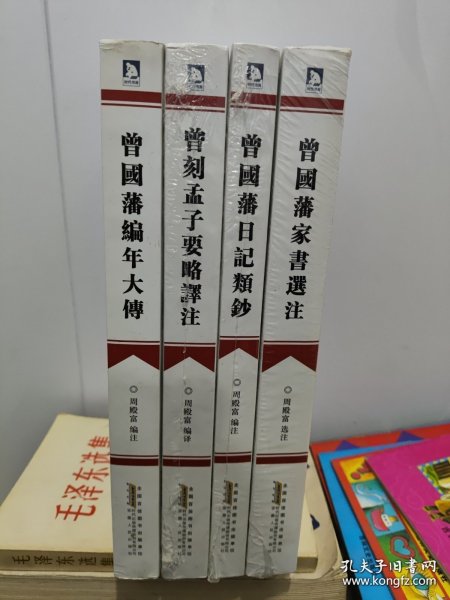 曾國藩編年大傳
周殿富 编注
曾刻孟子要略譯注
周殿富 编译
曾國藩日記類鈔
周殿富 编注
曾國藩家書選注
周殿富 选注
毛泽东选集
毛泽东选集
孔夫子旧书网